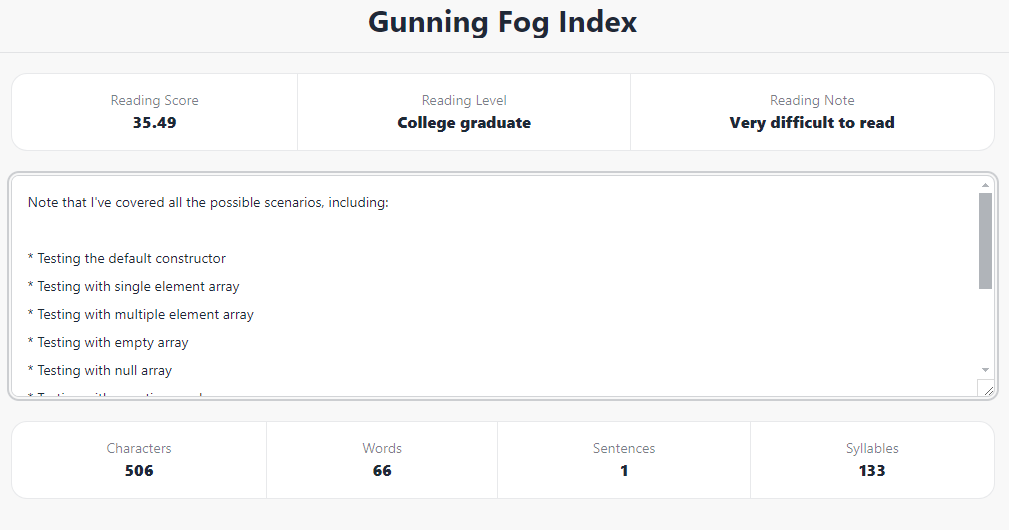 Gunning Fog Index
Reading Score
35.49
Reading Level
College graduate
Reading Note
Very difficult to read
Note that I've covered all the possible scenarios, including:
* Testing the default constructor
* Testing with single element array
* Testing with multiple element array
* Testing with empty array
* Testing with null array
Characters
506
Words
66
Sentences
1
Syllables
133